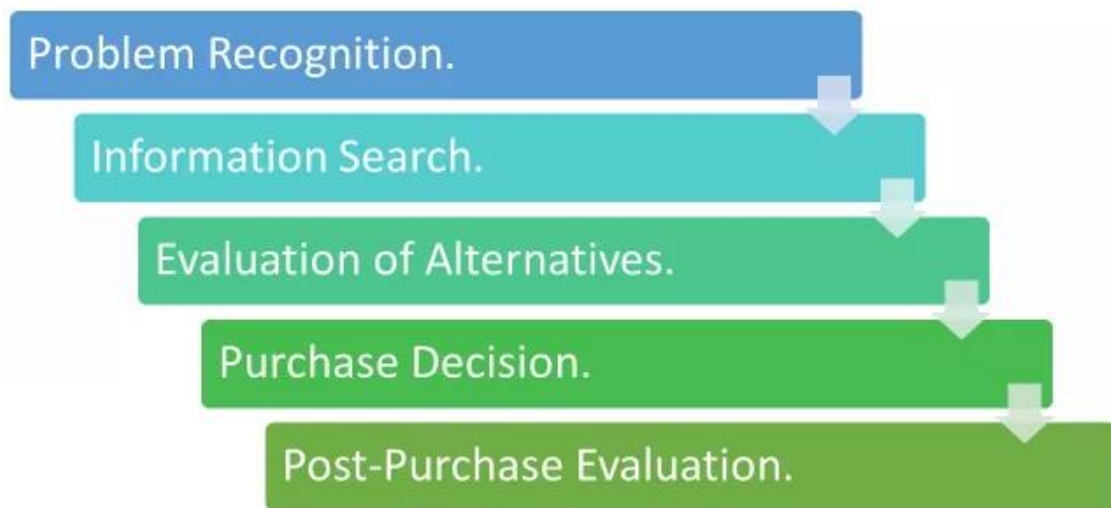 Problem Recognition.
Information Search.
Evaluation of Alternatives.
Purchase Decision.
Post-Purchase Evaluation.